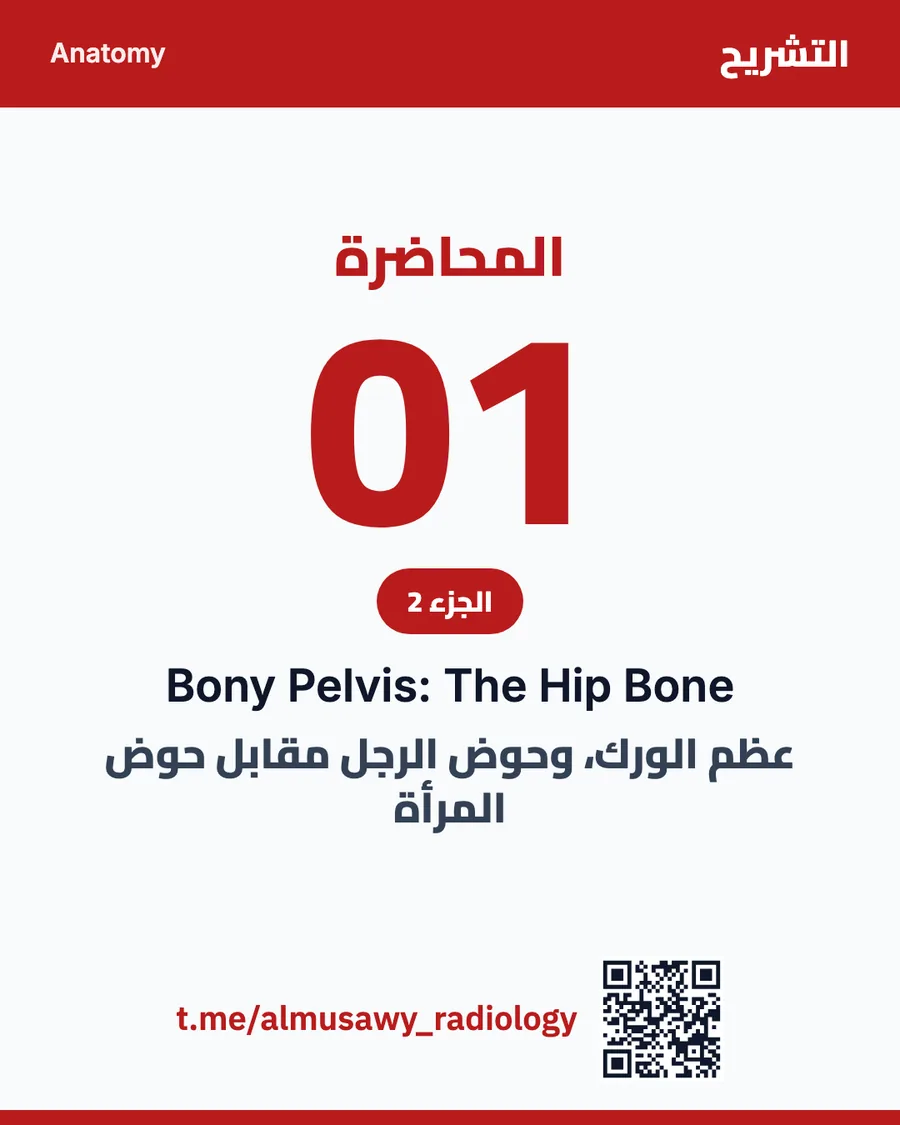 Anatomy
التشريح
المحاضرة
01
الجزء 2
Bony Pelvis: The Hip Bone
عظم الورك، وحوض الرجل مقابل حوض
المرأة
t.me/almusawy_radiology